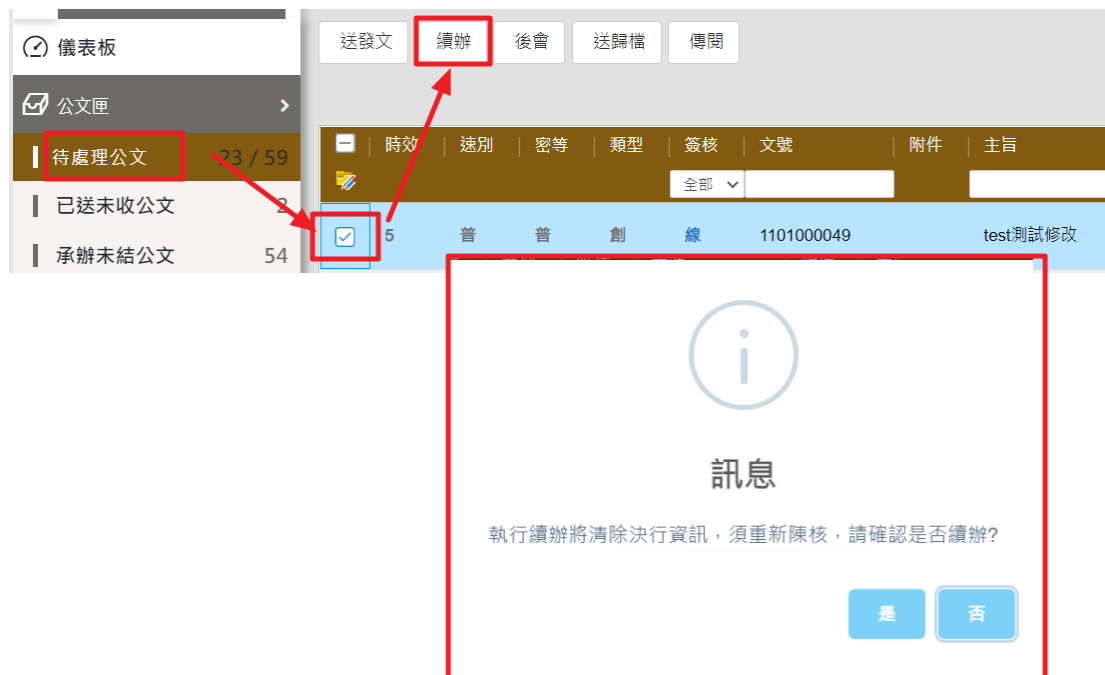 儀表板
公文匣
待處理公文 23 / 59
已送未收公文 2
承辦未結公文 54
送發文 續辦 後會 送歸檔 傳閱
時效 速別 密等 類型 簽核 文號 附件 主旨
全部
5 普 普 創 線 1101000049 test測試修改
訊息
執行續辦將清除決行資訊，須重新陳核，請確認是否續辦?
是 否